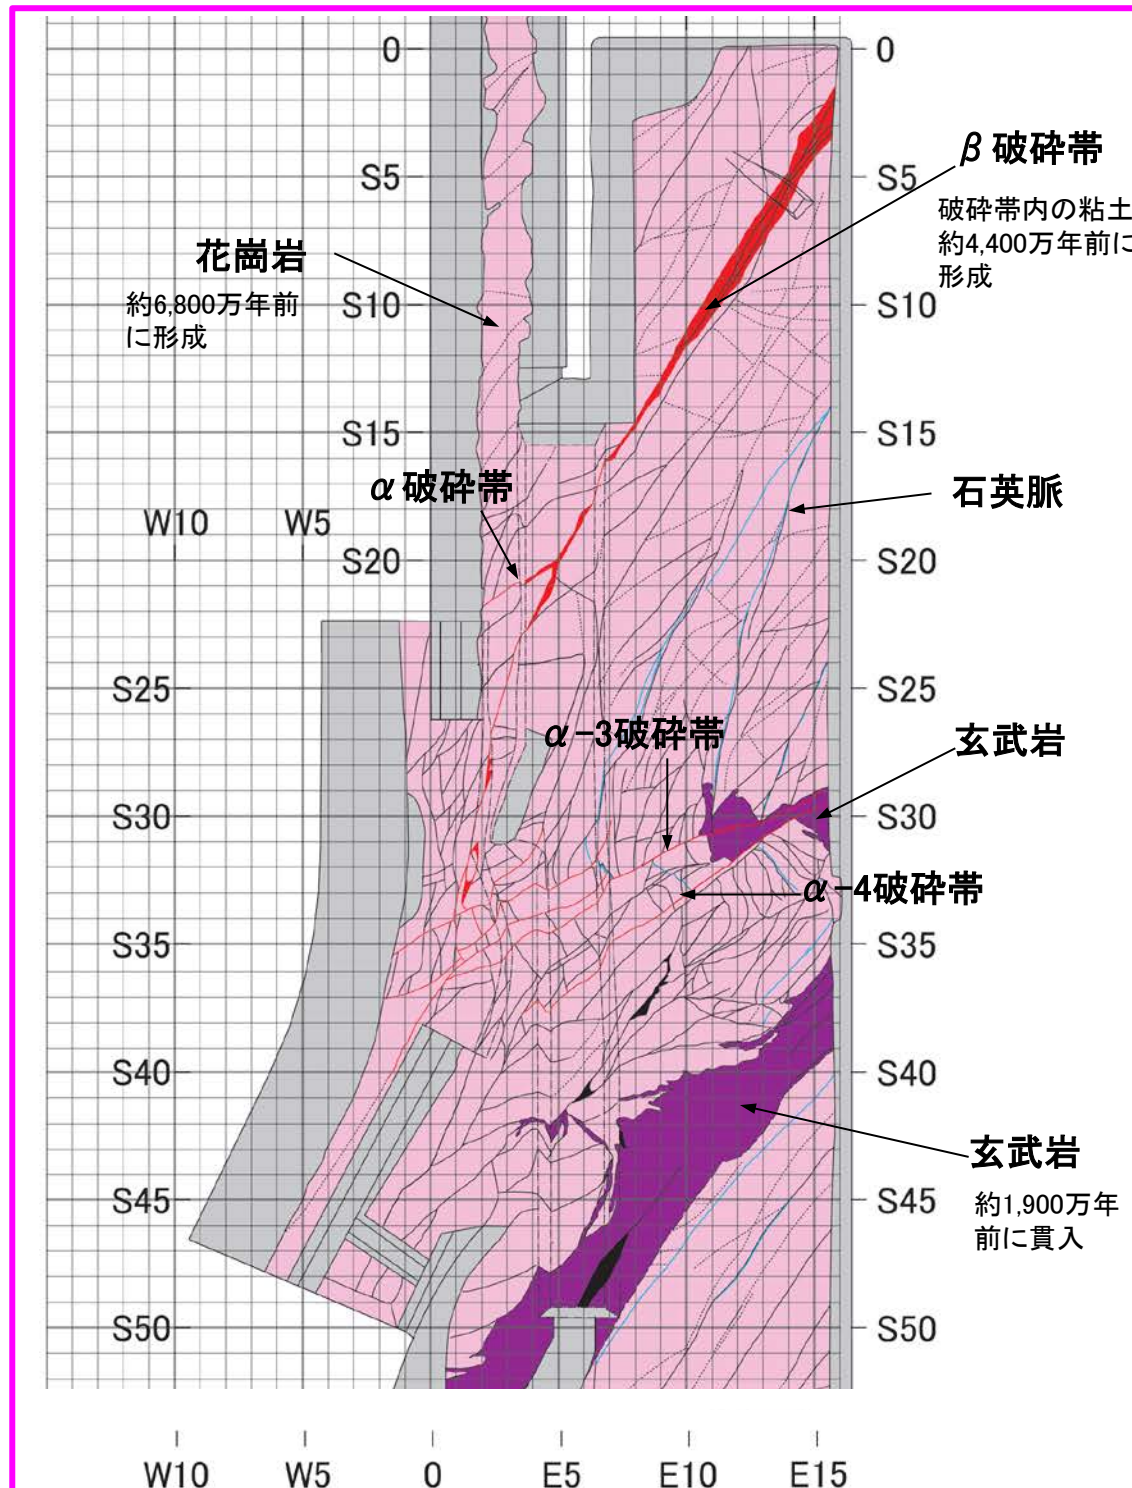 0
0
β破砕帯
S5
S5
破砕帯内の粘土
約4,400万年前に
形成
花崗岩
約6,800万年前
に形成
S10
S10
S15
S15
α破砕帯
石英脈
W10
W5
S20
S20
S25
S25
α-3破砕帯
玄武岩
S30
S30
α-4破砕帯
S35
S35
S40
S40
玄武岩
約1,900万年
前に貫入
S45
S45
S50
S50
W10
W5
0
E5
E10
E15